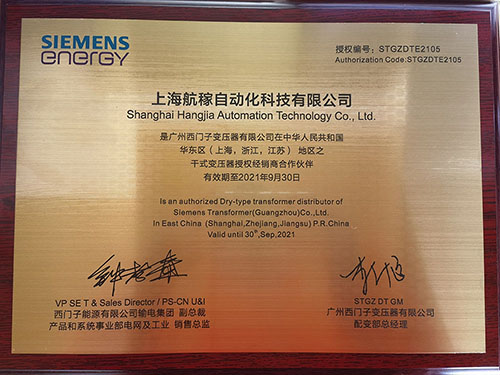 SIEMENS
energy
授权编号：STGZDTE2105
Authorization Code:STGZDTE2105
上海航稼自动化科技有限公司
Shanghai Hangjia Automation Technology Co., Ltd.
是广州西门子变压器有限公司在中华人民共和国
华东区（上海，浙江，江苏） 地区之
干式变压器授权经销商合作伙伴
有效期至2021年9月30日
Is an authorized Dry-type transformer distributor of
Siemens Transformer(Guangzhou)Co.,Ltd.
In East China (Shanghai,Zhejiang,Jiangsu) P.R.China
Valid until 30th,Sep,2021
VP SE T & Sales Director / PS-CN U&I
西门子能源有限公司输电集团 副总裁
产品和系统事业部电网及工业 销售总监
STGZ DT GM
广州西门子变压器有限公司
配变部总经理